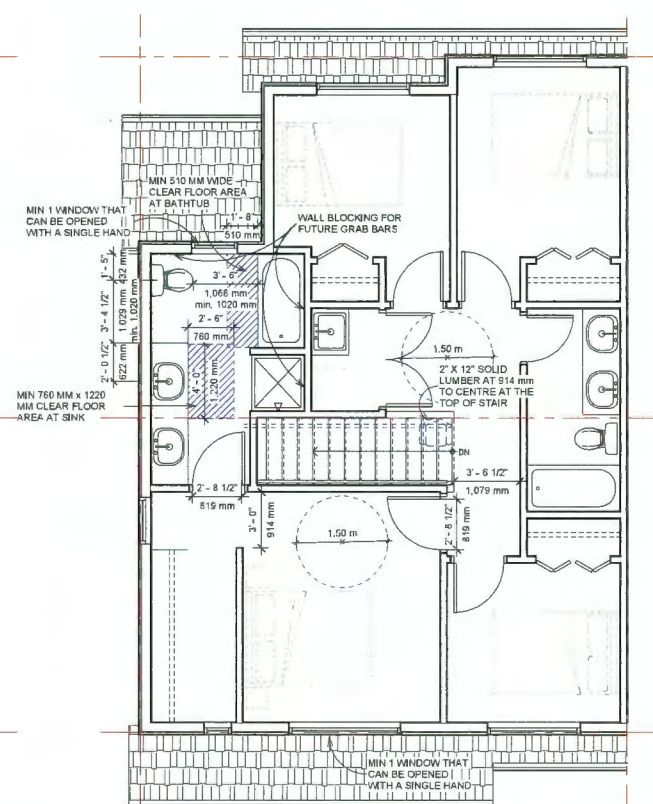 MIN 510 MM WIDE
CLEAR FLOOR AREA
AT BATHTUB
MIN 1 WINDOW THAT
CAN BE OPENED
WITH A SINGLE HAND
1' - 8"
510 mm
WALL BLOCKING FOR
FUTURE GRAB BARS
1' - 5"
432 mm
3' - 4 1/2"
1,029 mm
min. 1,020 mm
2' - 0 1/2"
622 mm
3' - 6"
1,066 mm
min. 1020 mm
2' - 6"
760 mm
4' - 0"
1,220 mm
MIN 760 MM x 1220
MM CLEAR FLOOR
AREA AT SINK
1.50 m
2" X 12" SOLID
LUMBER AT 914 mm
TO CENTRE AT THE
TOP OF STAIR
DN
3' - 6 1/2"
1,079 mm
2' - 8 1/2"
819 mm
3' - 0"
914 mm
1.50 m
2' - 8 1/2"
819 mm
MIN 1 WINDOW THAT
CAN BE OPENED
WITH A SINGLE HAND